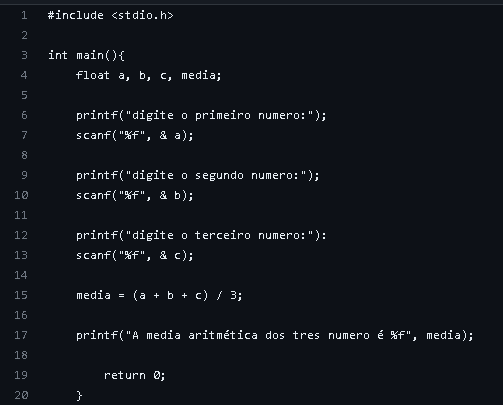 1 #include <stdio.h>
2
3 int main(){
4 float a, b, c, media;
5
6 printf("digite o primeiro numero:");
7 scanf("%f", & a);
8
9 printf("digite o segundo numero:");
10 scanf("%f", & b);
11
12 printf("digite o terceiro numero:"):
13 scanf("%f", & c);
14
15 media = (a + b + c) / 3;
16
17 printf("A media aritmética dos tres numero é %f", media);
18
19 return 0;
20 }